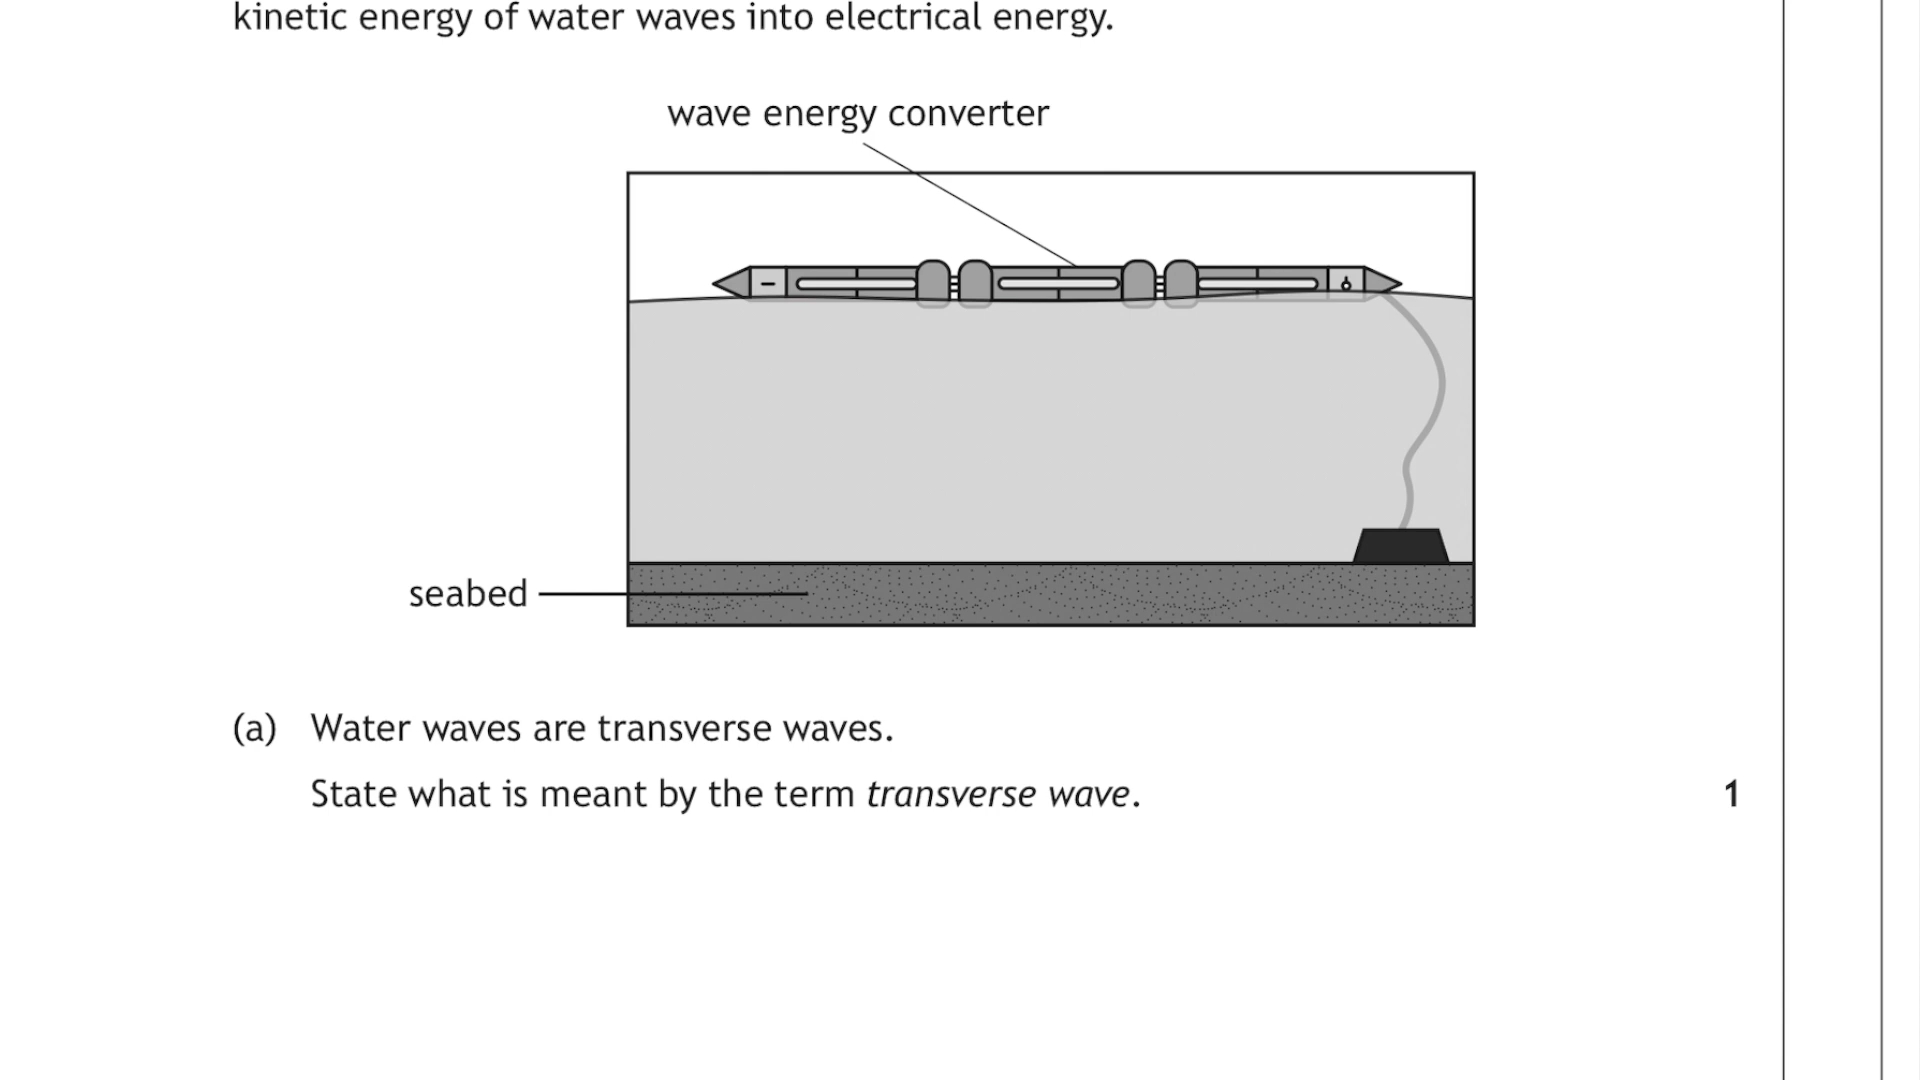 kinetic energy of water waves into electrical energy.
wave energy converter
seabed
(a) Water waves are transverse waves.
State what is meant by the term transverse wave.
1